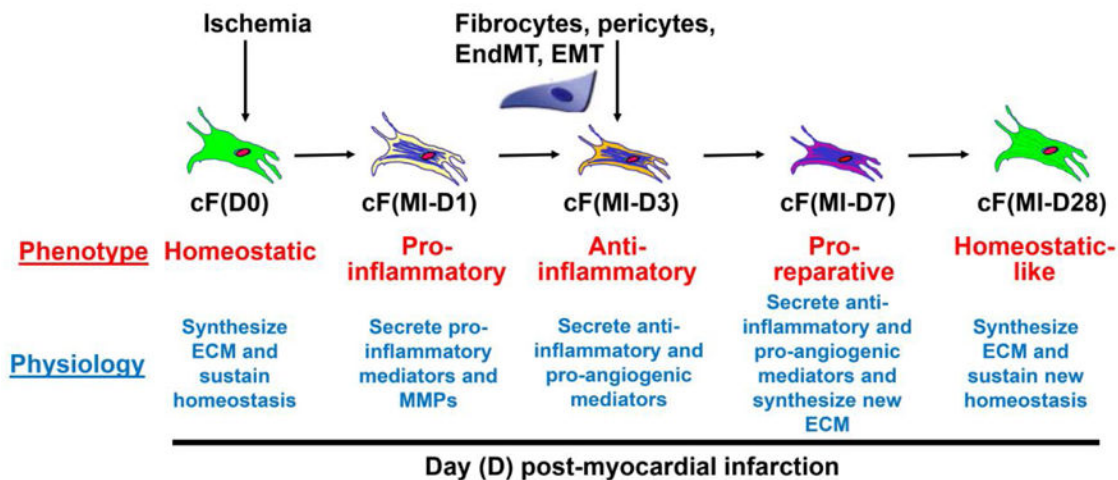 Ischemia
Fibrocytes, pericytes,
EndMT, EMT
cF(D0)
cF(MI-D1)
cF(MI-D3)
cF(MI-D7)
cF(MI-D28)
Phenotype
Homeostatic
Pro-
inflammatory
Anti-
inflammatory
Pro-
reparative
Homeostatic-
like
Physiology
Synthesize
ECM and
sustain
homeostasis
Secrete pro-
inflammatory
mediators and
MMPs
Secrete anti-
inflammatory and
pro-angiogenic
mediators
Secrete anti-
inflammatory and
pro-angiogenic
mediators and
synthesize new
ECM
Synthesize
ECM and
sustain new
homeostasis
Day (D) post-myocardial infarction